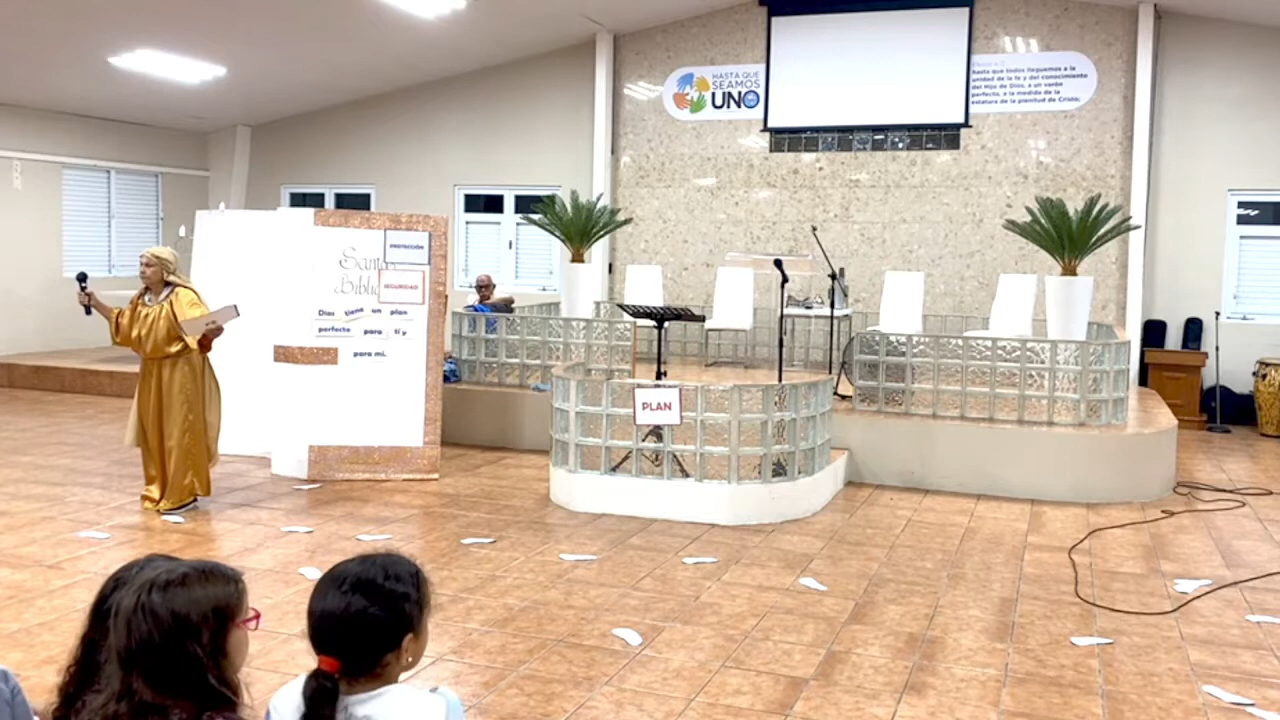 HASTA QUE
SEAMOS
UNO
hasta que todos lleguemos a la
unidad de la fe y del conocimiento
del Hijo de Dios, a un varón
perfecto, a la medida de la
estatura de la plenitud de Cristo;
PROTECCIÓN
Santa
Biblia
SEGURIDAD
Dios tiene un plan
perfecto para ti y
para mí.
PLAN